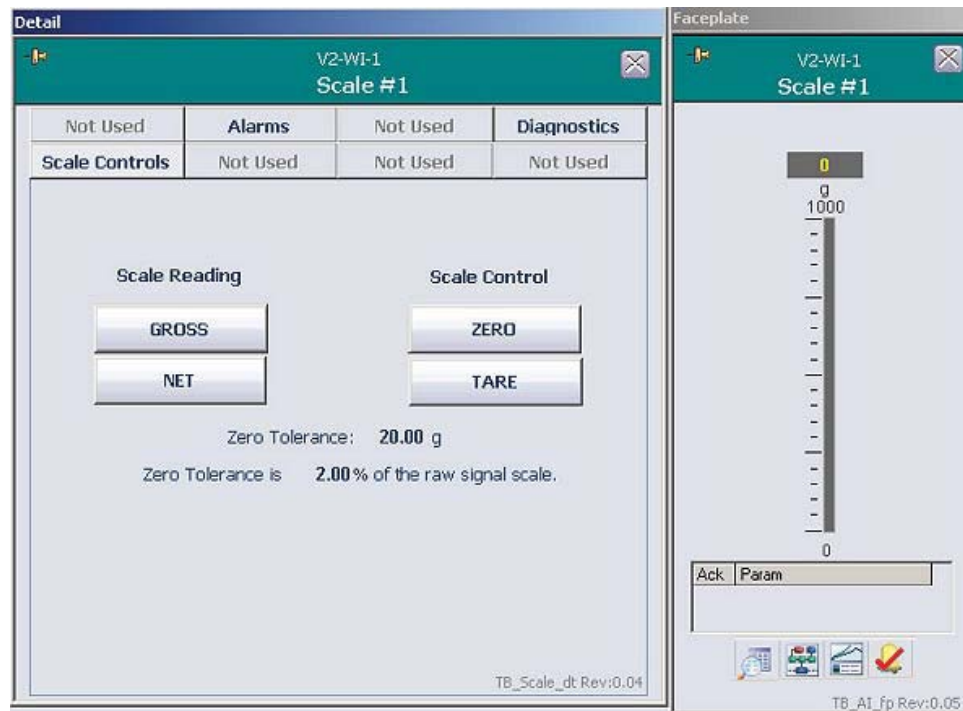 Detail
V2-WI-1
Scale #1
Not Used Alarms Not Used Diagnostics
Scale Controls Not Used Not Used Not Used
Scale Reading Scale Control
GROSS ZERO
NET TARE
Zero Tolerance: 20.00 g
Zero Tolerance is 2.00 % of the raw signal scale.
TB_Scale_dt Rev:0.04
Faceplate
V2-WI-1
Scale #1
0
g
1000
0
Ack Param
TB_AI_fp Rev:0.05